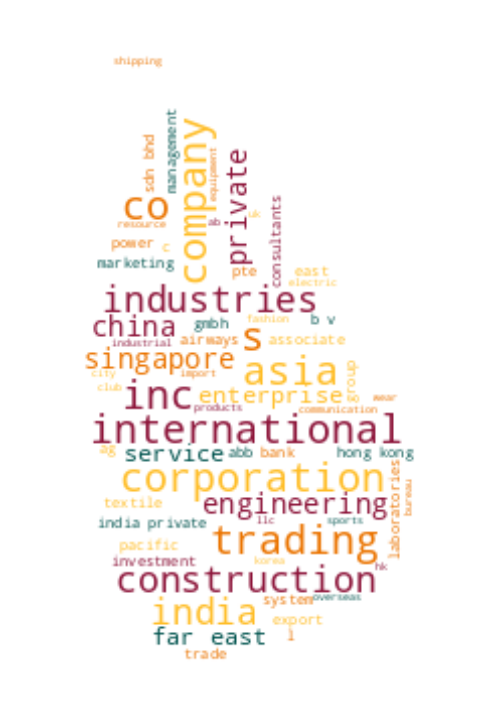 shipping
management
company
sdn bhd
equipment
private
co
consultants
resource
ab
uk
power
c
marketing
pte
east
electric
industries
china
gmbh
fashion
b v
industrial
airways
s
associate
singapore
asia
group
city
import
club
inc
enterprise
wear
products
communication
international
ag
service
abb
bank
hong kong
corporation
laboratories
bureau
textile
engineering
india private
llc
sports
trading
pacific
investment
korea
hk
construction
system
overseas
india
export
far east
l
trade